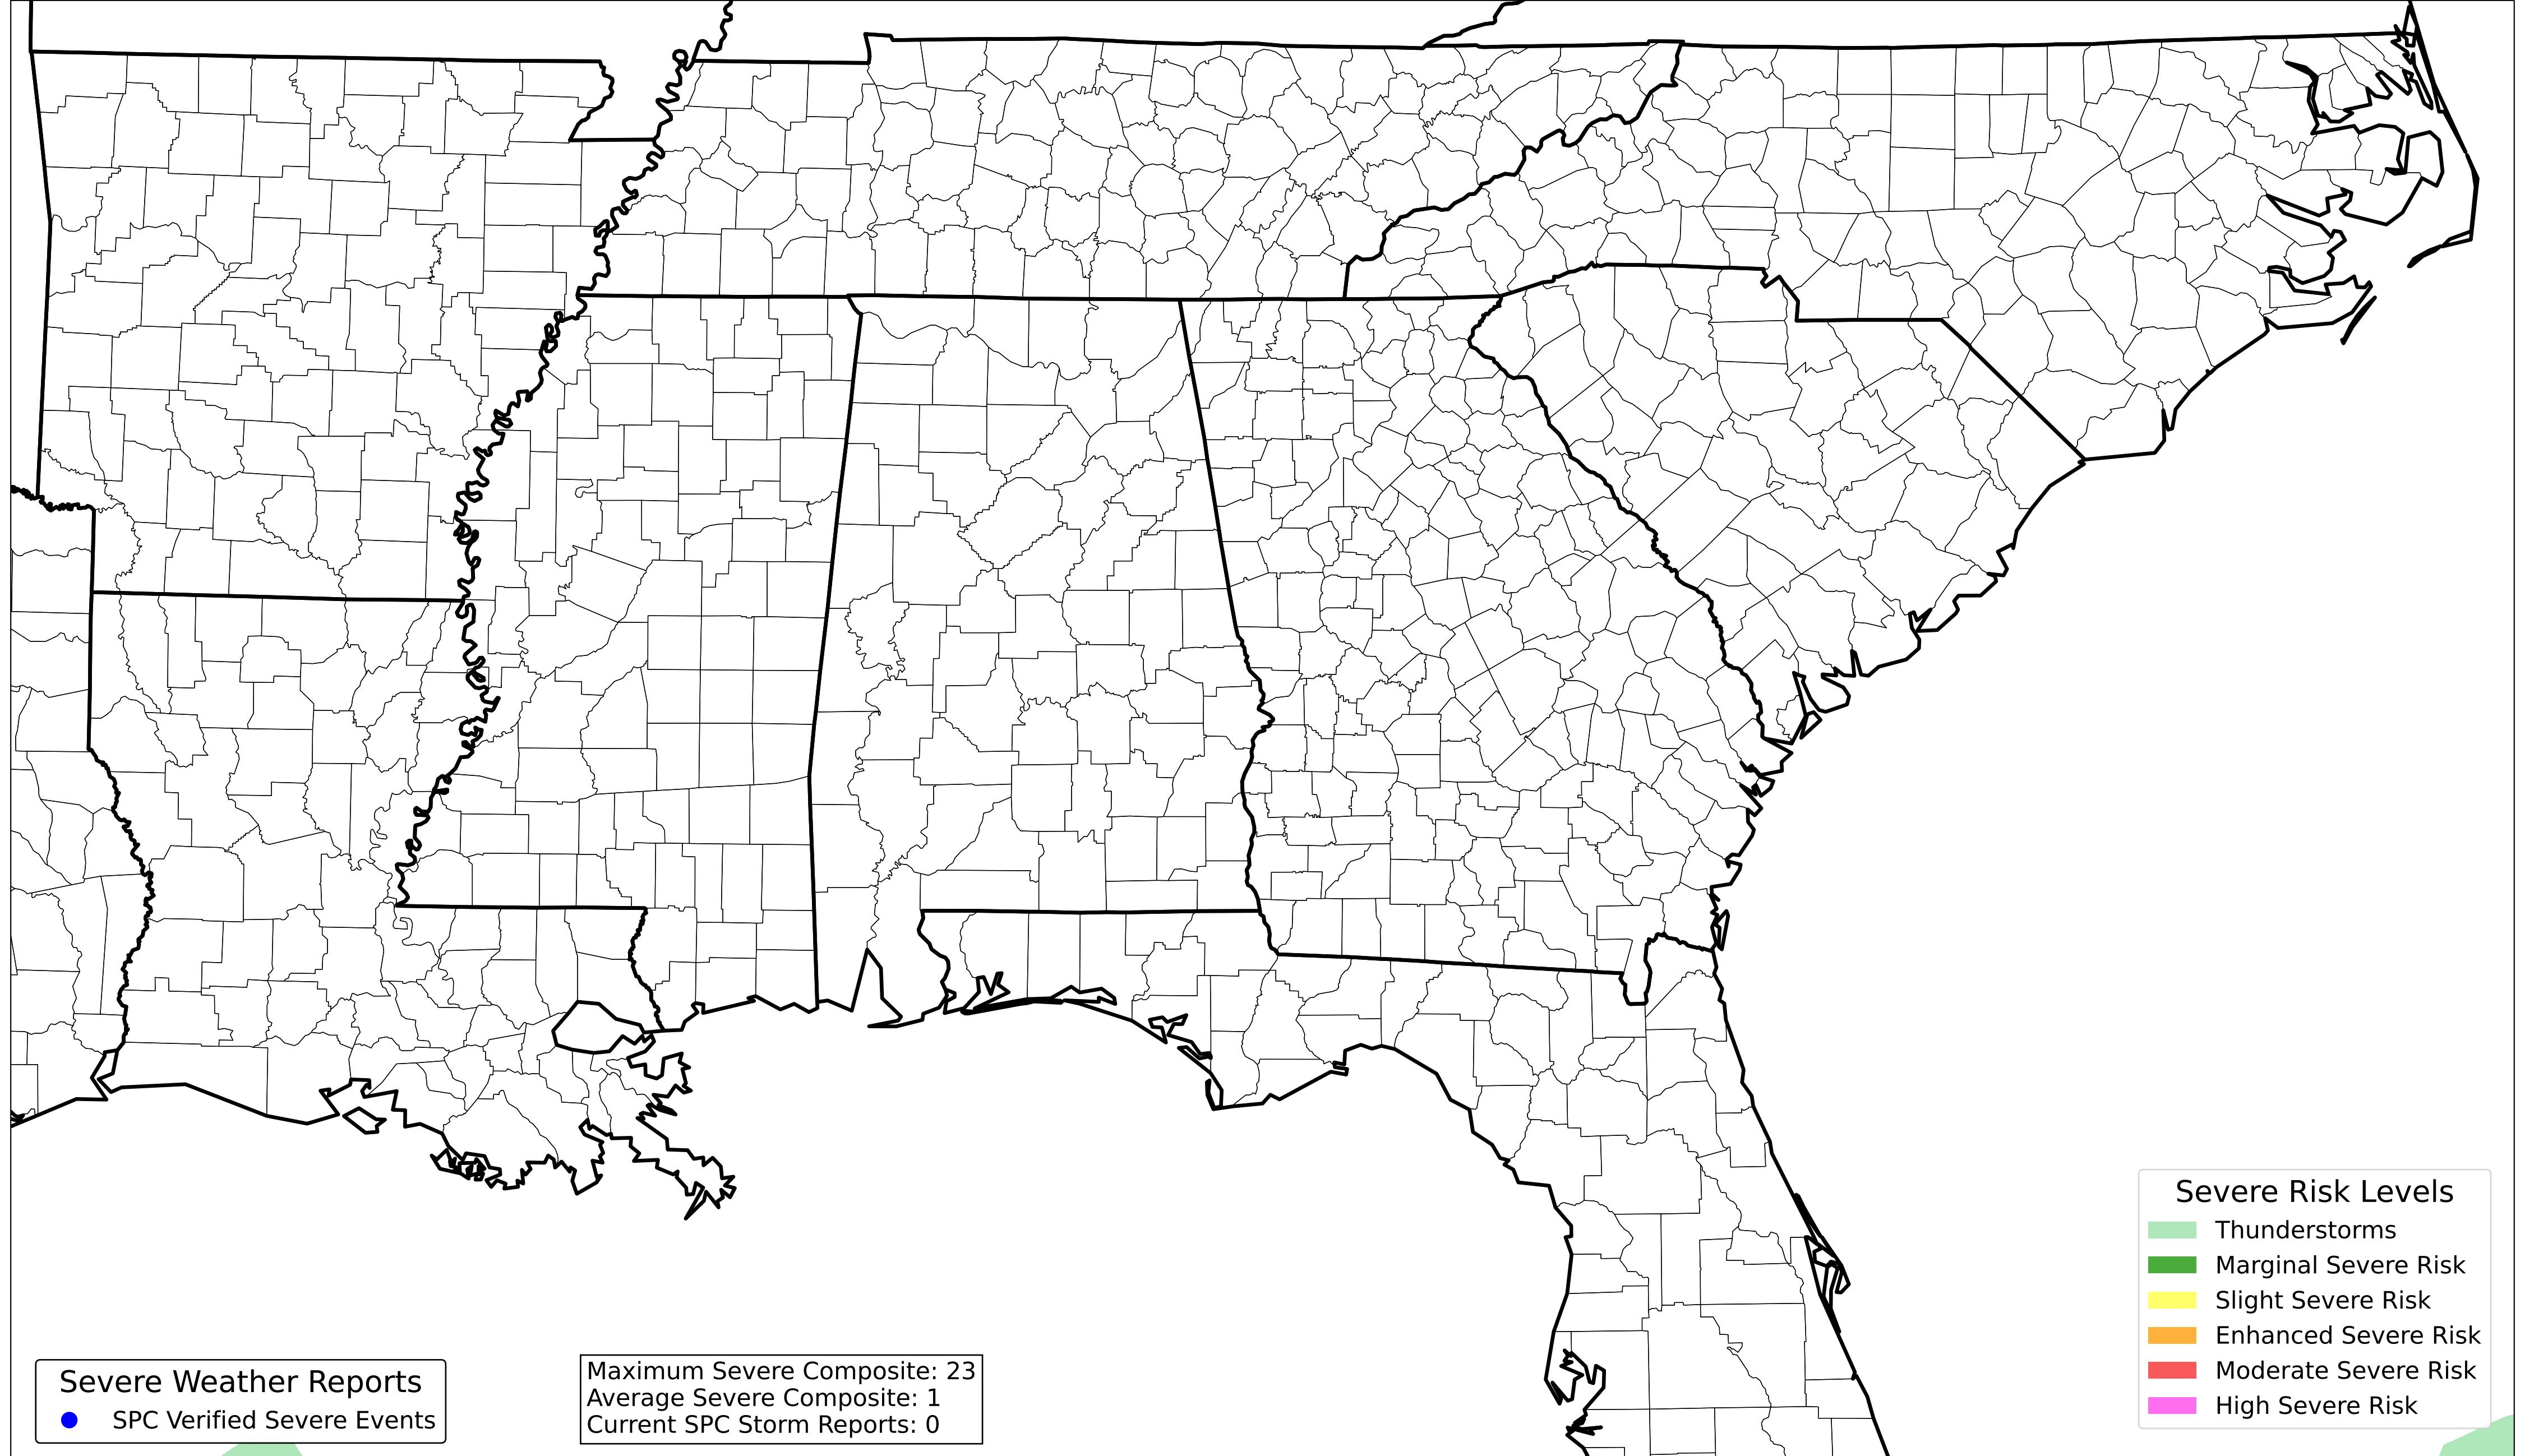 Severe Risk Levels
Thunderstorms
Marginal Severe Risk
Slight Severe Risk
Enhanced Severe Risk
Moderate Severe Risk
High Severe Risk
Severe Weather Reports
SPC Verified Severe Events
Maximum Severe Composite: 23
Average Severe Composite: 1
Current SPC Storm Reports: 0